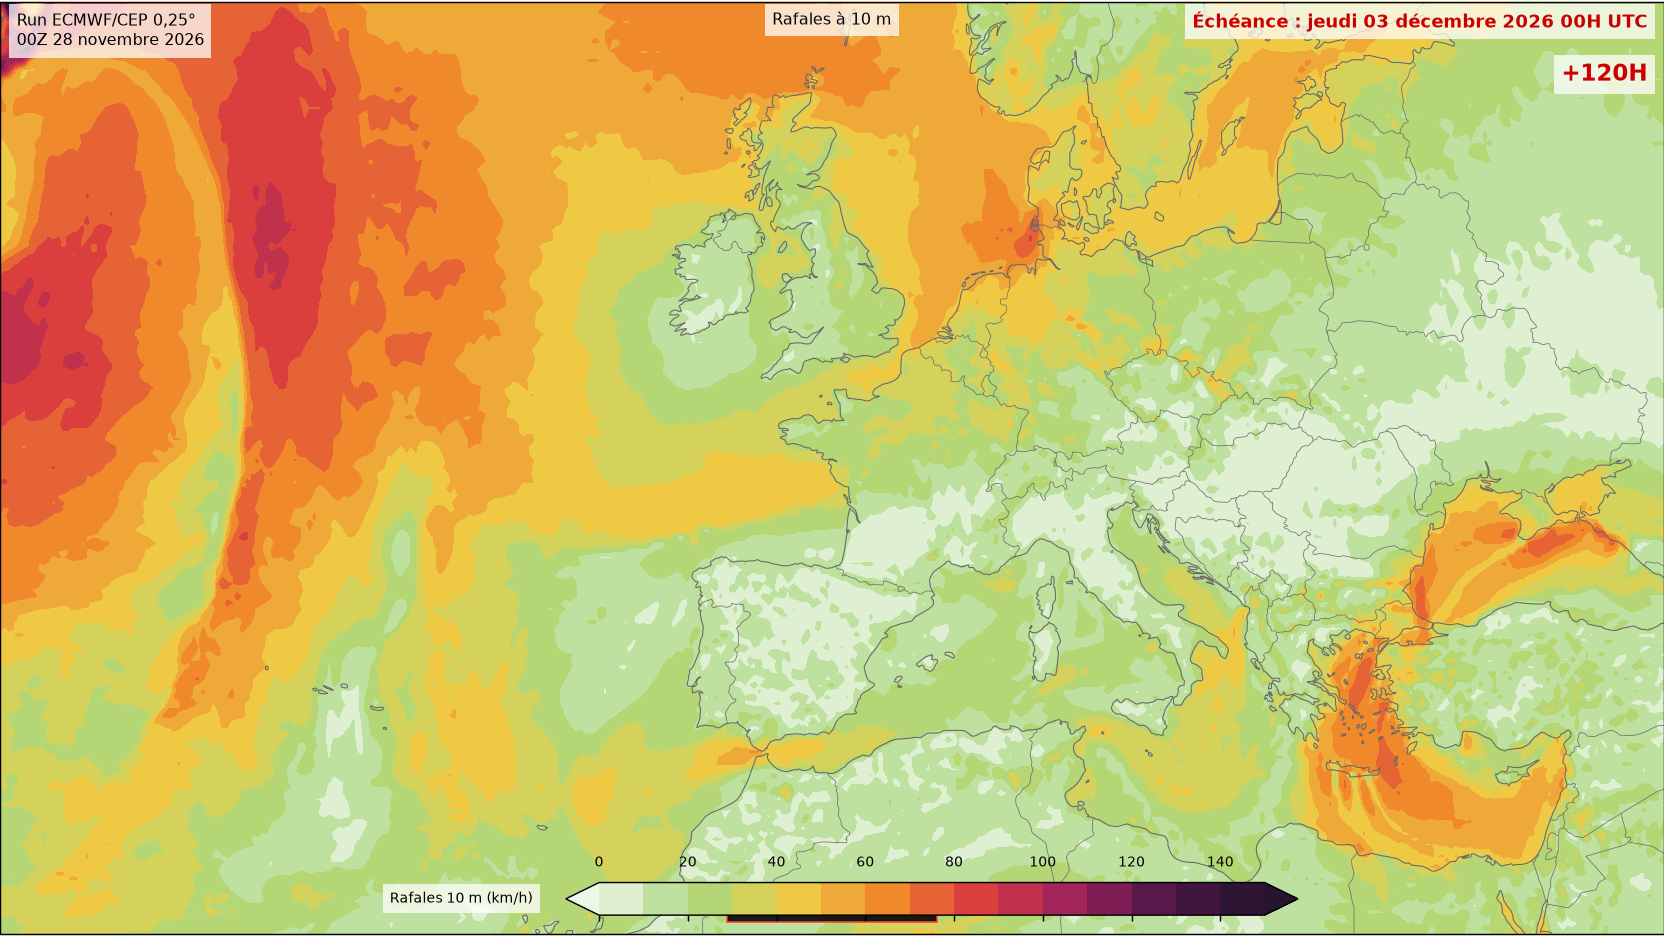 Run ECMWF/CEP 0,25°
00Z 28 novembre 2026
Rafales à 10 m
Échéance : jeudi 03 décembre 2026 00H UTC
+120H
0 20 40 60 80 100 120 140
Rafales 10 m (km/h)